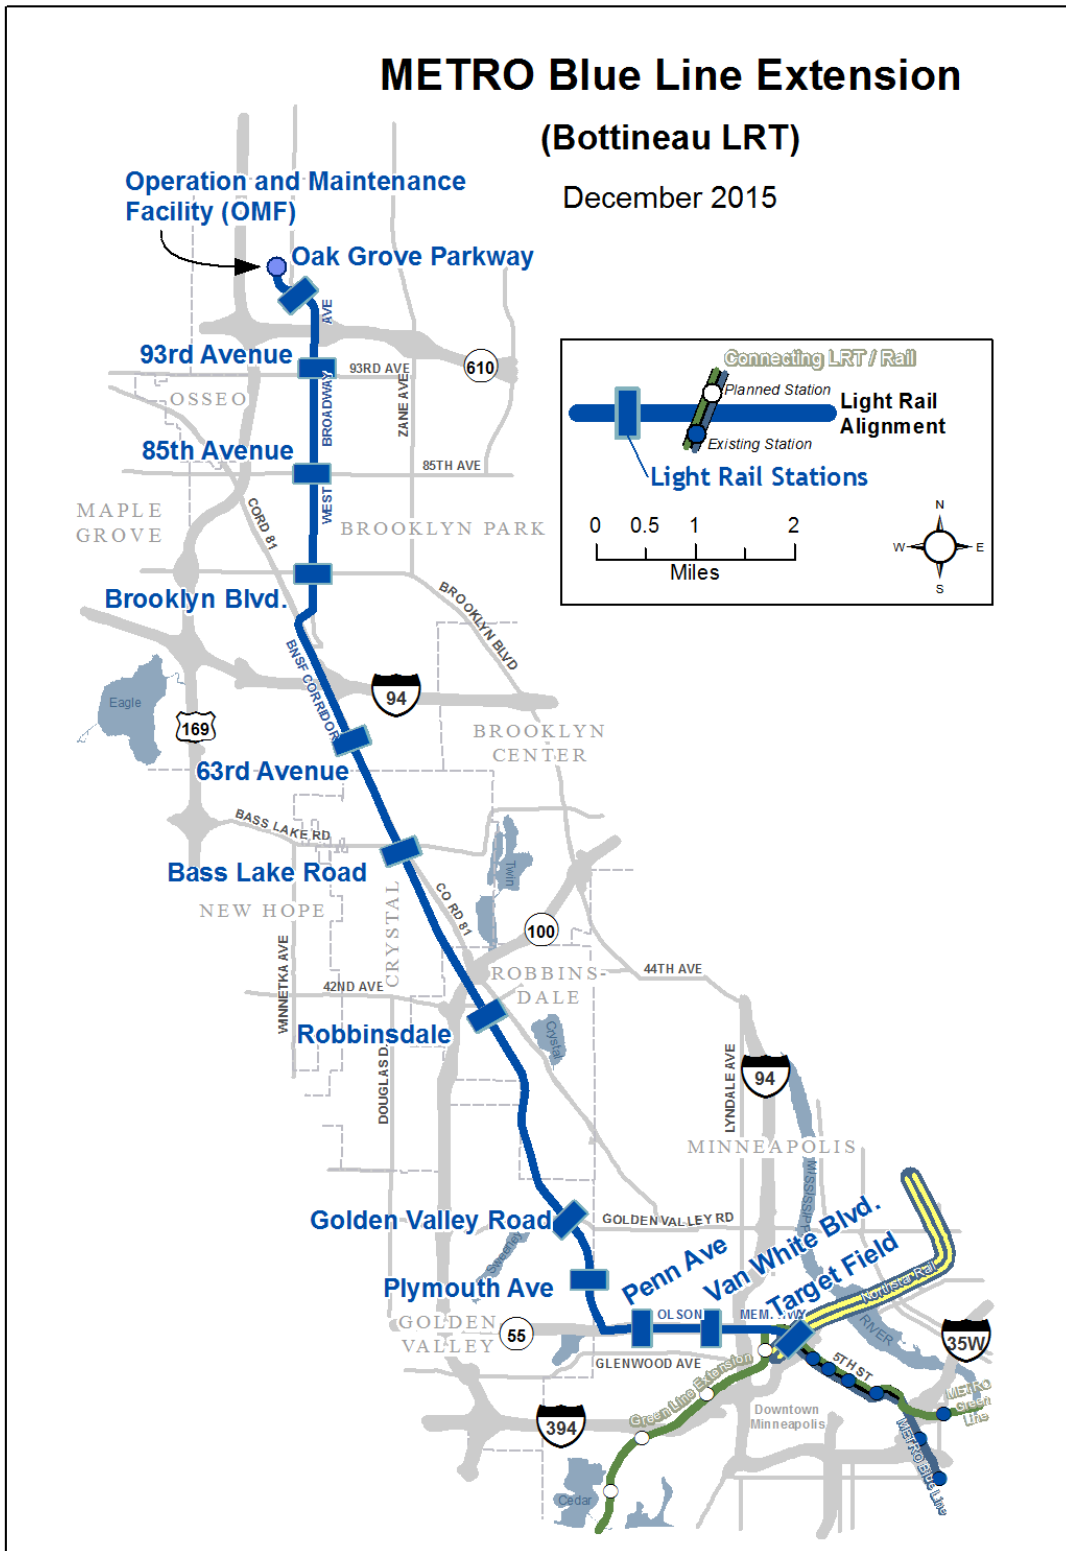 METRO Blue Line Extension
(Bottineau LRT)
December 2015
Operation and Maintenance
Facility (OMF)
Oak Grove Parkway
AVE
93rd Avenue
93RD AVE
610
OSSEO
BROADWAY
ZANE AVE
85th Avenue
85TH AVE
WEST
CORD 81
MAPLE
GROVE
BROOKLYN PARK
Brooklyn Blvd.
BROOKLYN BLVD
BNSF CORRIDOR
Eagle
94
169
BROOKLYN
CENTER
63rd Avenue
BASS LAKE RD
Bass Lake Road
Twin
NEW HOPE
CRYSTAL
CO RD 81
100
WINNETKA AVE
42ND AVE
ROBBINS-
DALE
44TH AVE
Robbinsdale
Crystal
DOUGLAS D
LYNDALE AVE
94
MINNEAPOLIS
MISSISSIPPI
RIVER
Golden Valley Road
GOLDEN VALLEY RD
Sweeney
Plymouth Ave
Penn Ave
Van White Blvd.
Target Field
Northstar Rail
GOLDEN
VALLEY
55
OLSON
MEM. HWY
35W
GLENWOOD AVE
5TH ST
Green Line Extension
Downtown
Minneapolis
METRO
Green
Line
394
METRO Blue Line
Cedar
Connecting LRT / Rail
Planned Station
Existing Station
Light Rail
Alignment
Light Rail Stations
0 0.5 1 2
Miles
N
W E
S